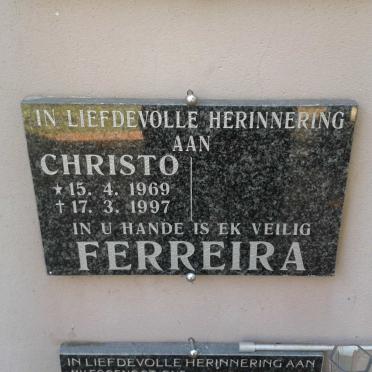 IN LIEFDEVOLLE HERINNERING
AAN
CHRISTO
★ 15. 4. 1969
† 17. 3. 1997
IN U HANDE IS EK VEILIG
FERREIRA
IN LIEFDEVOLLE HERINNERING AAN